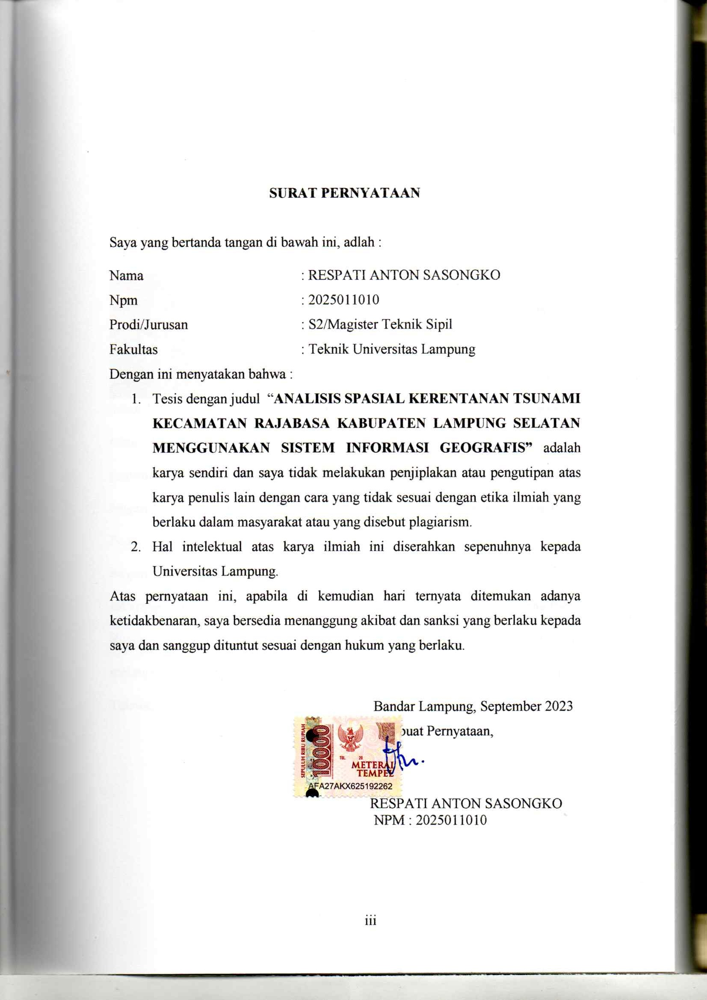 SURAT PERNYATAAN
Saya yang bertanda tangan di bawah ini, adlah :
Nama : RESPATI ANTON SASONGKO
Npm : 2025011010
Prodi/Jurusan : S2/Magister Teknik Sipil
Fakultas : Teknik Universitas Lampung
Dengan ini menyatakan bahwa :
1. Tesis dengan judul “ANALISIS SPASIAL KERENTANAN TSUNAMI
KECAMATAN RAJABASA KABUPATEN LAMPUNG SELATAN
MENGGUNAKAN SISTEM INFORMASI GEOGRAFIS” adalah
karya sendiri dan saya tidak melakukan penjiplakan atau pengutipan atas
karya penulis lain dengan cara yang tidak sesuai dengan etika ilmiah yang
berlaku dalam masyarakat atau yang disebut plagiarism.
2. Hal intelektual atas karya ilmiah ini diserahkan sepenuhnya kepada
Universitas Lampung.
Atas pernyataan ini, apabila di kemudian hari ternyata ditemukan adanya
ketidakbenaran, saya bersedia menanggung akibat dan sanksi yang berlaku kepada
saya dan sanggup dituntut sesuai dengan hukum yang berlaku.
Bandar Lampung, September 2023
buat Pernyataan,
SEPULUH RIBU RUPIAH
10000
TGL. 20
METERAI
TEMPEL
AFA27AKX625192262
RESPATI ANTON SASONGKO
NPM : 2025011010
iii